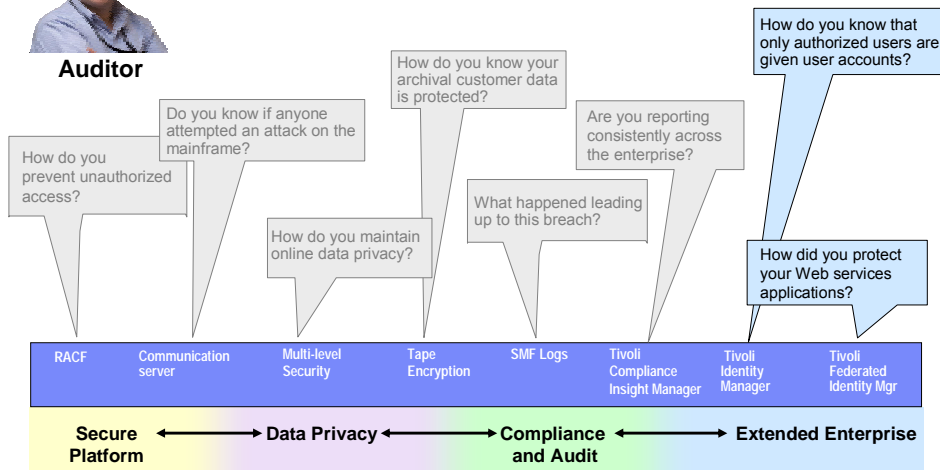 Auditor
How do you
prevent unauthorized
access?
Do you know if anyone
attempted an attack on the
mainframe?
How do you maintain
online data privacy?
How do you know your
archival customer data
is protected?
What happened leading
up to this breach?
Are you reporting
consistently across
the enterprise?
How do you know that
only authorized users are
given user accounts?
How did you protect
your Web services
applications?
RACF
Communication
server
Multi-level
Security
Tape
Encryption
SMF Logs
Tivoli
Compliance
Insight Manager
Tivoli
Identity
Manager
Tivoli
Federated
Identity Mgr
Secure
Platform
Data Privacy
Compliance
and Audit
Extended Enterprise